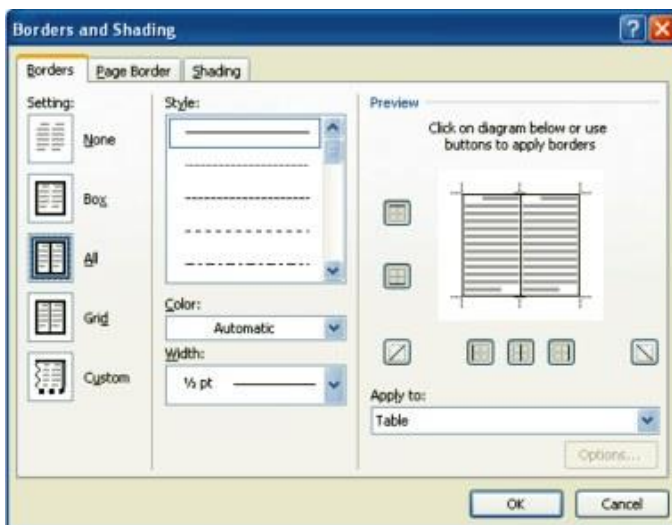 Borders and Shading
Borders
Page Border
Shading
Setting:
None
Box
All
Grid
Custom
Style:
Color:
Automatic
Width:
½ pt
Preview
Click on diagram below or use
buttons to apply borders
Apply to:
Table
Options...
OK
Cancel